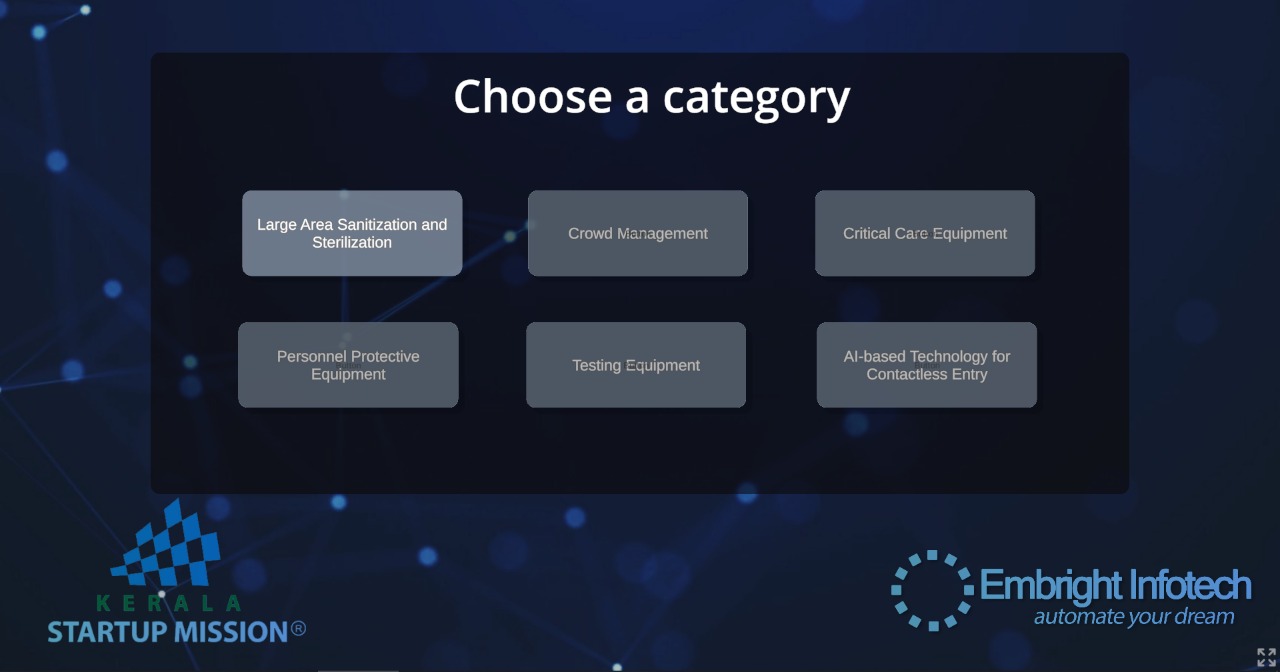 Choose a category
Large Area Sanitization and
Sterilization
Crowd Management
Critical Care Equipment
Personnel Protective
Equipment
Testing Equipment
AI-based Technology for
Contactless Entry
KERALA
STARTUP MISSION®
Embright Infotech
automate your dream